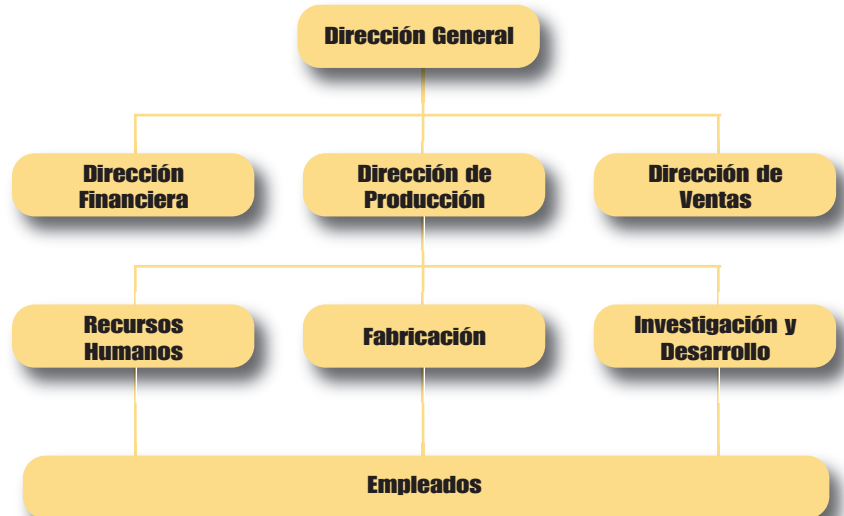 Dirección General
Dirección
Financiera
Dirección de
Producción
Dirección de
Ventas
Recursos
Humanos
Fabricación
Investigación y
Desarrollo
Empleados